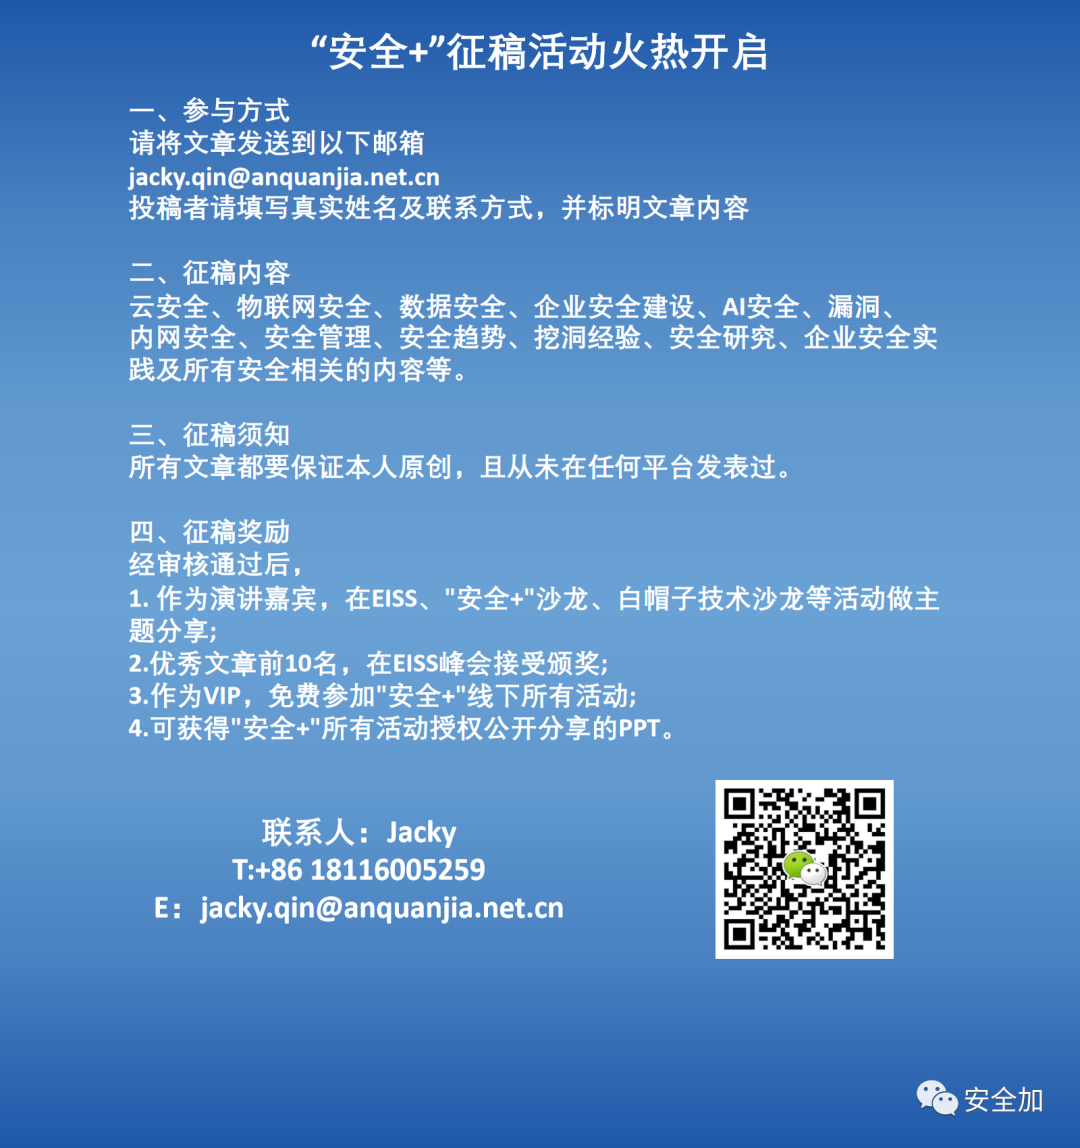 “安全+”征稿活动火热开启
一、参与方式
请将文章发送到以下邮箱
jacky.qin@anquanjia.net.cn
投稿者请填写真实姓名及联系方式，并标明文章内容
二、征稿内容
云安全、物联网安全、数据安全、企业安全建设、AI安全、漏洞、
内网安全、安全管理、安全趋势、挖洞经验、安全研究、企业安全实
践及所有安全相关的内容等。
三、征稿须知
所有文章都要保证本人原创，且从未在任何平台发表过。
四、征稿奖励
经审核通过后，
1. 作为演讲嘉宾，在EISS、"安全+"沙龙、白帽子技术沙龙等活动做主
题分享;
2.优秀文章前10名，在EISS峰会接受颁奖;
3.作为VIP，免费参加"安全+"线下所有活动;
4.可获得"安全+"所有活动授权公开分享的PPT。
联系人：Jacky
T:+86 18116005259
E：jacky.qin@anquanjia.net.cn
安全加